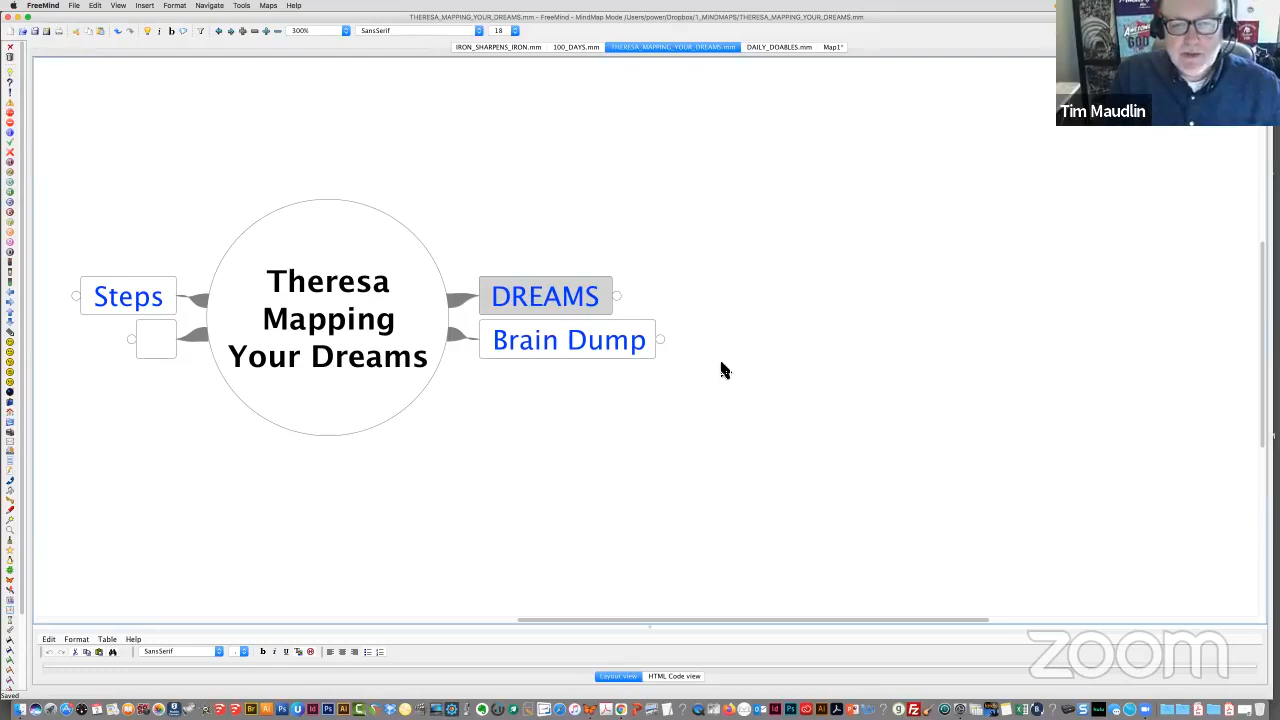 FreeMind File Edit View Insert Format Navigate Tools Maps Help
THERESA_MAPPING_YOUR_DREAMS.mm - FreeMind - MindMap Mode /Users/power/Dropbox/1_MINDMAPS/THERESA_MAPPING_YOUR_DREAMS.mm
300% SansSerif 18
IRON_SHARPENS_IRON.mm 100_DAYS.mm THERESA_MAPPING_YOUR_DREAMS.mm DAILY_DOABLES.mm Map1*
Tim Maudlin
Steps
Theresa
Mapping
Your Dreams
DREAMS
Brain Dump
Edit Format Table Help
SansSerif
zoom
Layout view HTML Code view
Saved